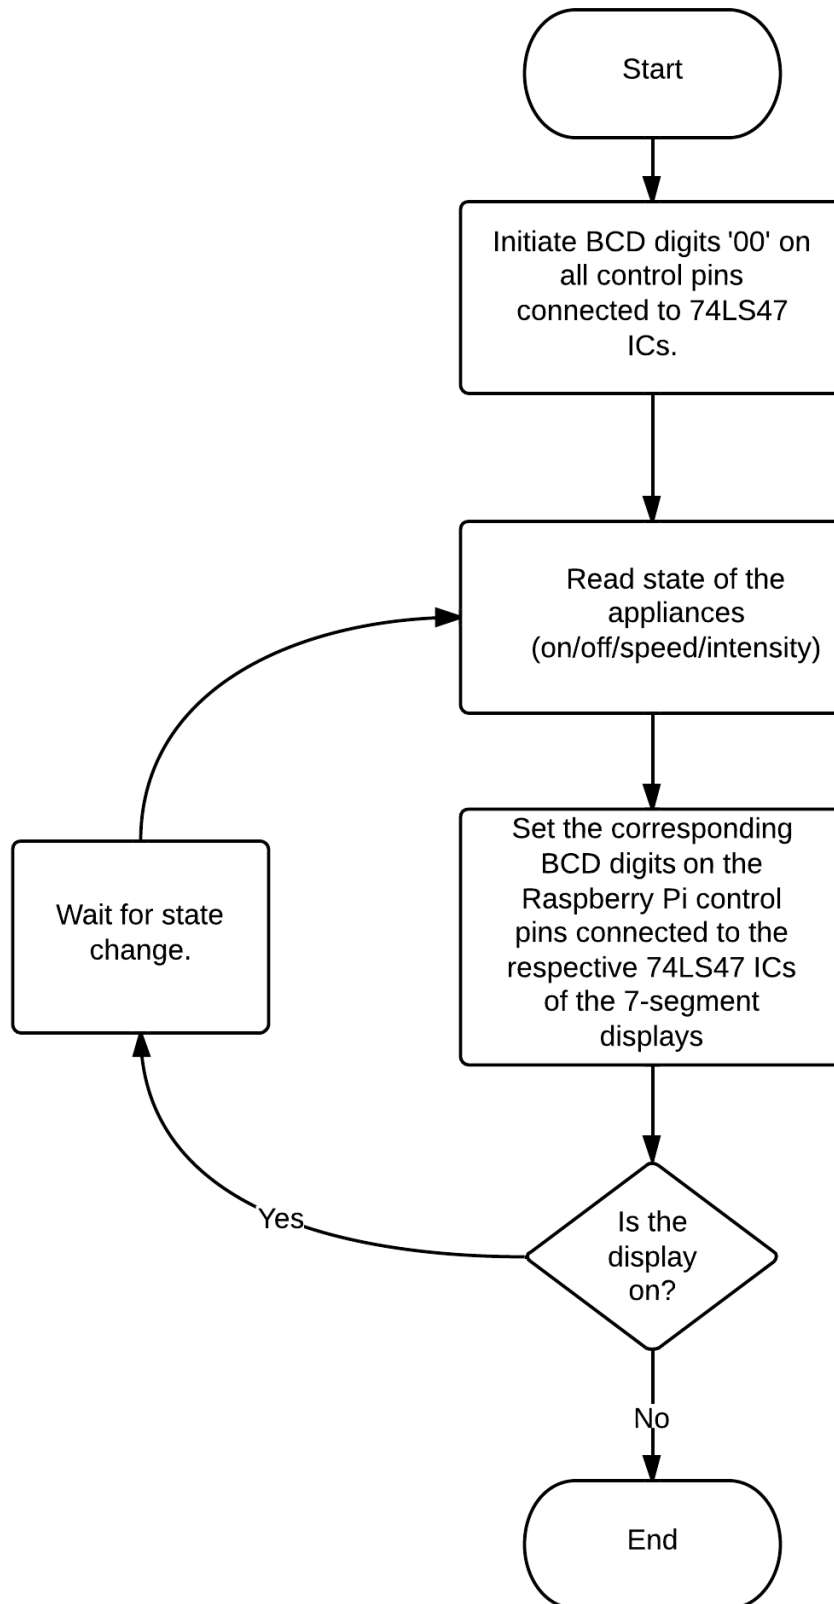 Start
Initiate BCD digits '00' on
all control pins
connected to 74LS47
ICs.
Read state of the
appliances
(on/off/speed/intensity)
Set the corresponding
BCD digits on the
Raspberry Pi control
pins connected to the
respective 74LS47 ICs
of the 7-segment
displays
Wait for state
change.
Is the
display
on?
Yes
No
End